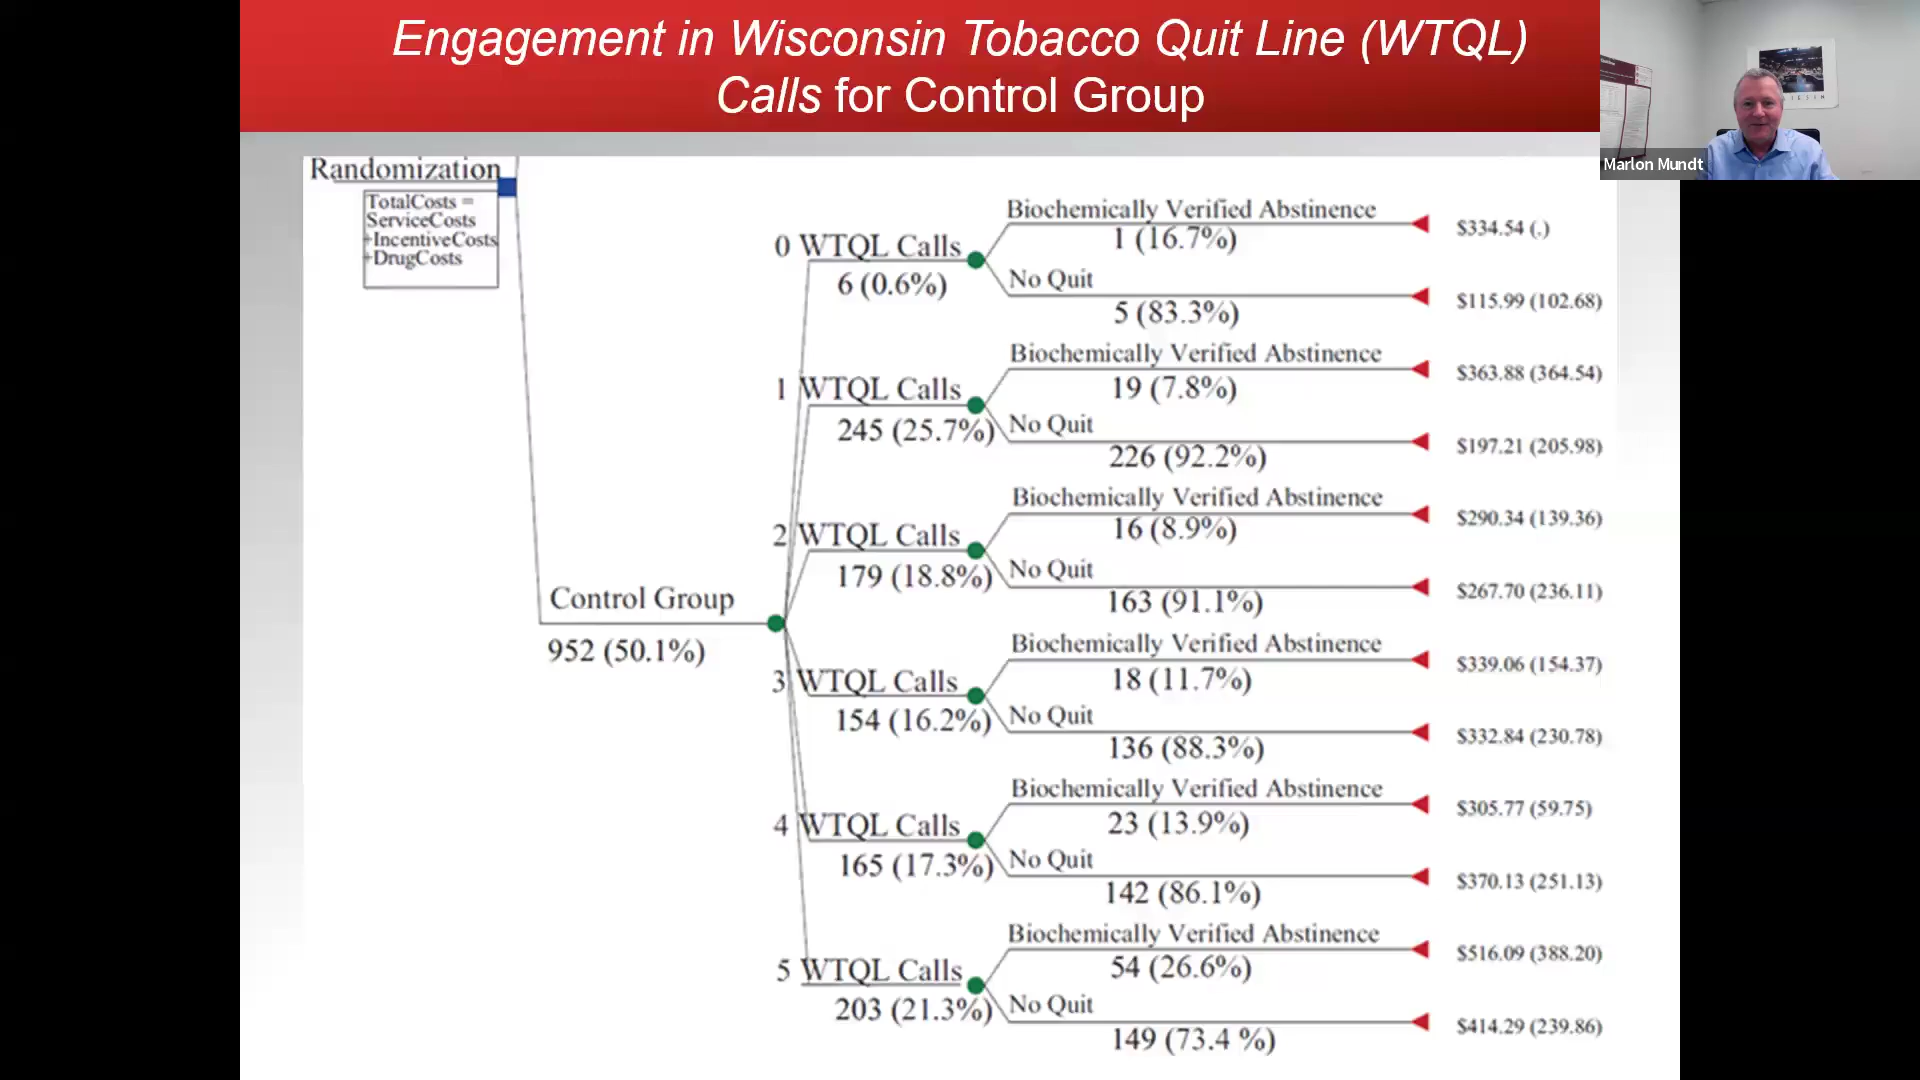 Engagement in Wisconsin Tobacco Quit Line (WTQL)
Calls for Control Group
Marlon Mundt
Randomization
TotalCosts =
ServiceCosts
+IncentiveCosts
+DrugCosts
Control Group
952 (50.1%)
0 WTQL Calls
6 (0.6%)
Biochemically Verified Abstinence
1 (16.7%)
$334.54 (.)
No Quit
5 (83.3%)
$115.99 (102.68)
1 WTQL Calls
245 (25.7%)
Biochemically Verified Abstinence
19 (7.8%)
$363.88 (364.54)
No Quit
226 (92.2%)
$197.21 (205.98)
2 WTQL Calls
179 (18.8%)
Biochemically Verified Abstinence
16 (8.9%)
$290.34 (139.36)
No Quit
163 (91.1%)
$267.70 (236.11)
3 WTQL Calls
154 (16.2%)
Biochemically Verified Abstinence
18 (11.7%)
$339.06 (154.37)
No Quit
136 (88.3%)
$332.84 (230.78)
4 WTQL Calls
165 (17.3%)
Biochemically Verified Abstinence
23 (13.9%)
$305.77 (59.75)
No Quit
142 (86.1%)
$370.13 (251.13)
5 WTQL Calls
203 (21.3%)
Biochemically Verified Abstinence
54 (26.6%)
$516.09 (388.20)
No Quit
149 (73.4 %)
$414.29 (239.86)